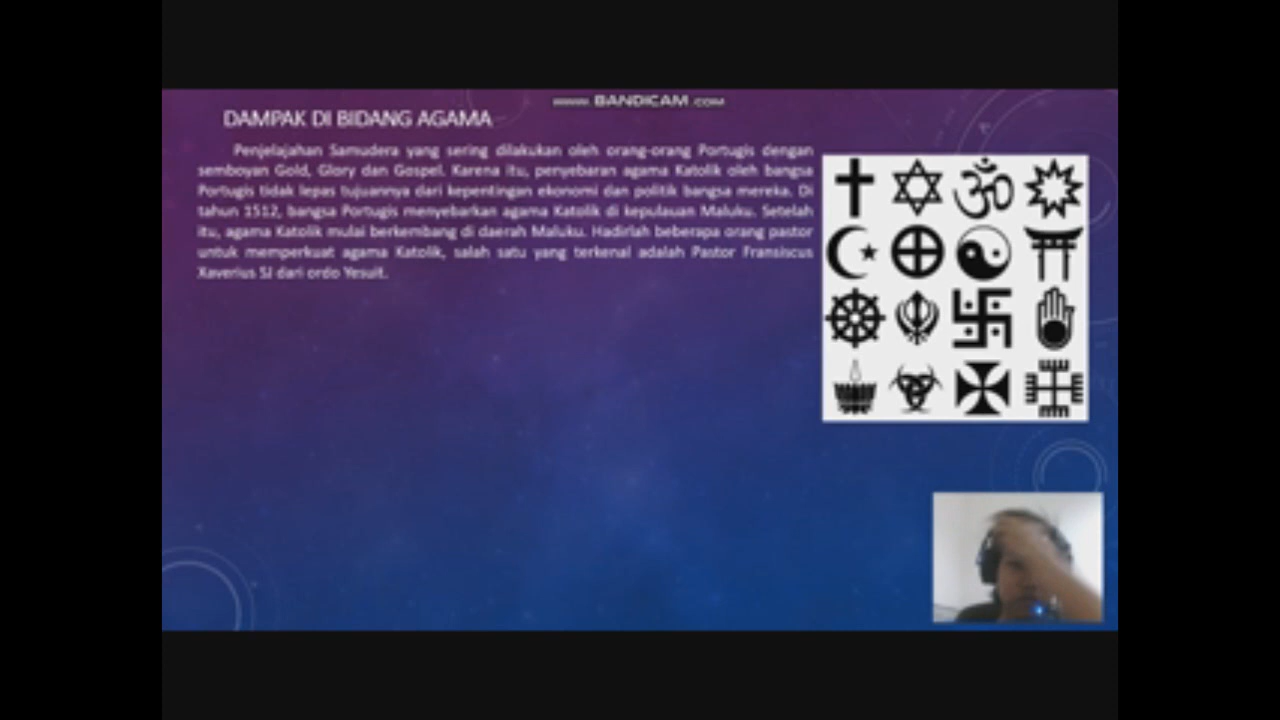 www.BANDICAM.com
DAMPAK DI BIDANG AGAMA
Penjelajahan Samudera yang sering dilakukan oleh orang-orang Portugis dengan
semboyan Gold, Glory dan Gospel. Karena itu, penyebaran agama Katolik oleh bangsa
Portugis tidak lepas tujuannya dari kepentingan ekonomi dan politik bangsa mereka. Di
tahun 1512, bangsa Portugis menyebarkan agama Katolik di kepulauan Maluku. Setelah
itu, agama Katolik mulai berkembang di daerah Maluku. Hadirlah beberapa orang pastor
untuk memperkuat agama Katolik, salah satu yang terkenal adalah Pastor Fransiscus
Xaverius SJ dari ordo Yesuit.